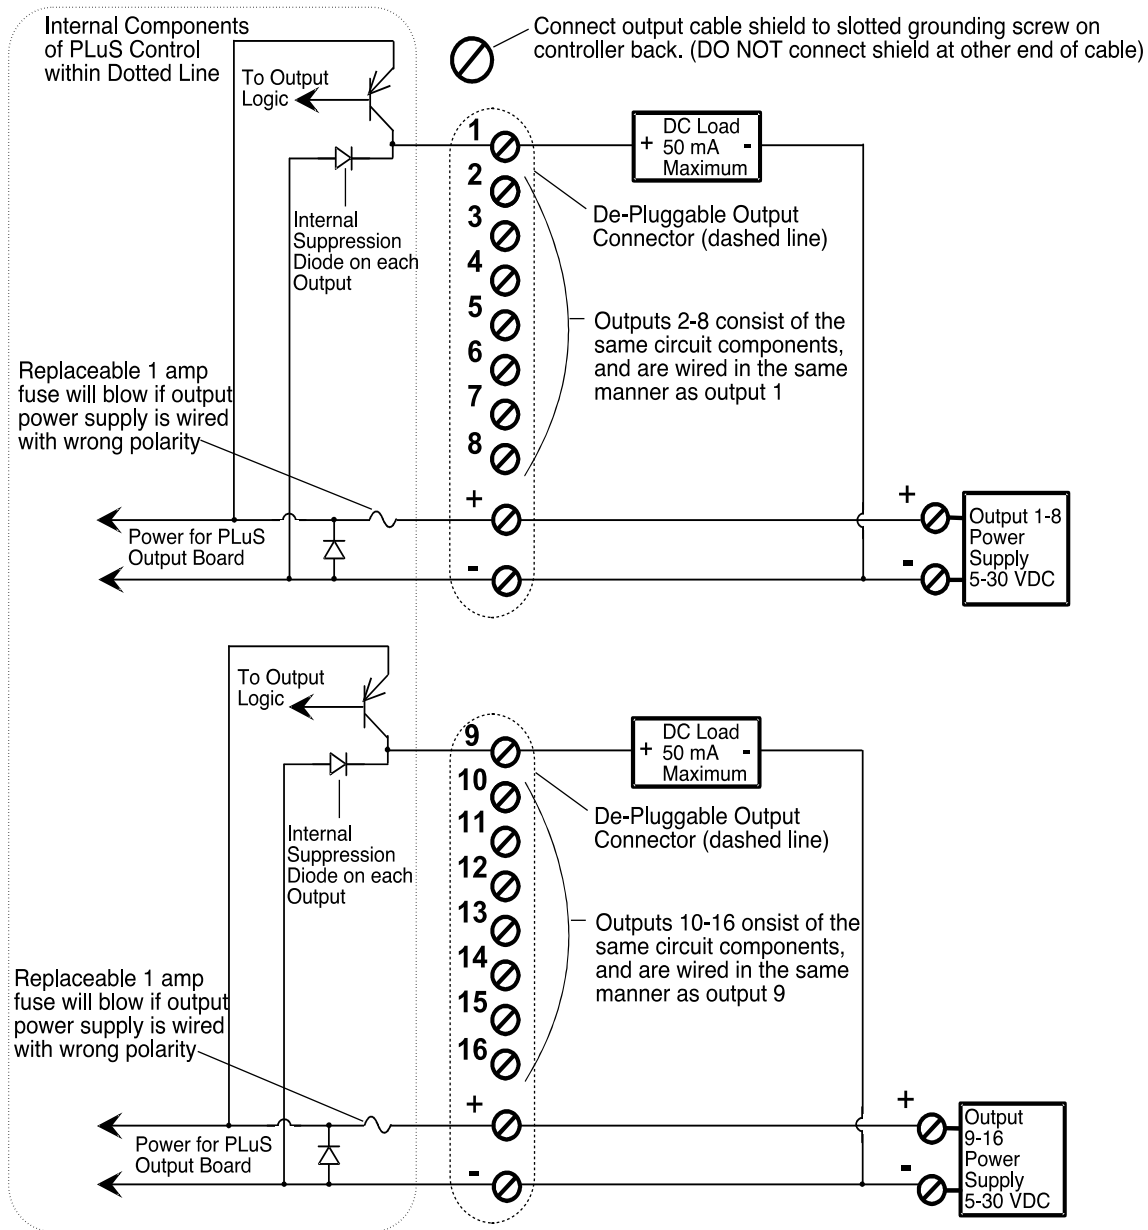 Internal Components
of PLuS Control
within Dotted Line
Connect output cable shield to slotted grounding screw on
controller back. (DO NOT connect shield at other end of cable)
To Output
Logic
1
2
3
4
5
6
7
8
+
-
+ DC Load -
50 mA
Maximum
De-Pluggable Output
Connector (dashed line)
Internal
Suppression
Diode on each
Output
Outputs 2-8 consist of the
same circuit components,
and are wired in the same
manner as output 1
Replaceable 1 amp
fuse will blow if output
power supply is wired
with wrong polarity
Power for PLuS
Output Board
+
-
Output 1-8
Power
Supply
5-30 VDC
To Output
Logic
9
10
11
12
13
14
15
16
+
-
+ DC Load -
50 mA
Maximum
De-Pluggable Output
Connector (dashed line)
Internal
Suppression
Diode on each
Output
Outputs 10-16 onsist of the
same circuit components,
and are wired in the same
manner as output 9
Replaceable 1 amp
fuse will blow if output
power supply is wired
with wrong polarity
Power for PLuS
Output Board
+
-
Output
9-16
Power
Supply
5-30 VDC